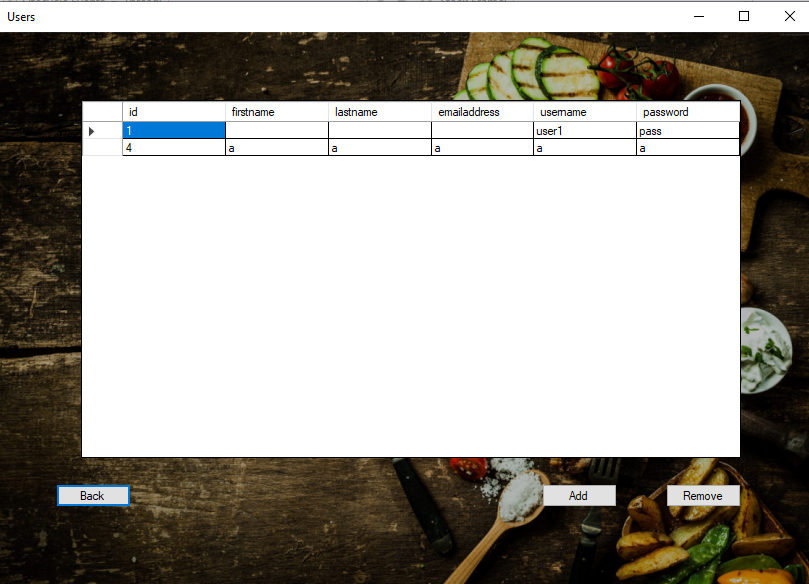 Users
id firstname lastname emailaddress username password
1 user1 pass
4 a a a a a
Back Add Remove